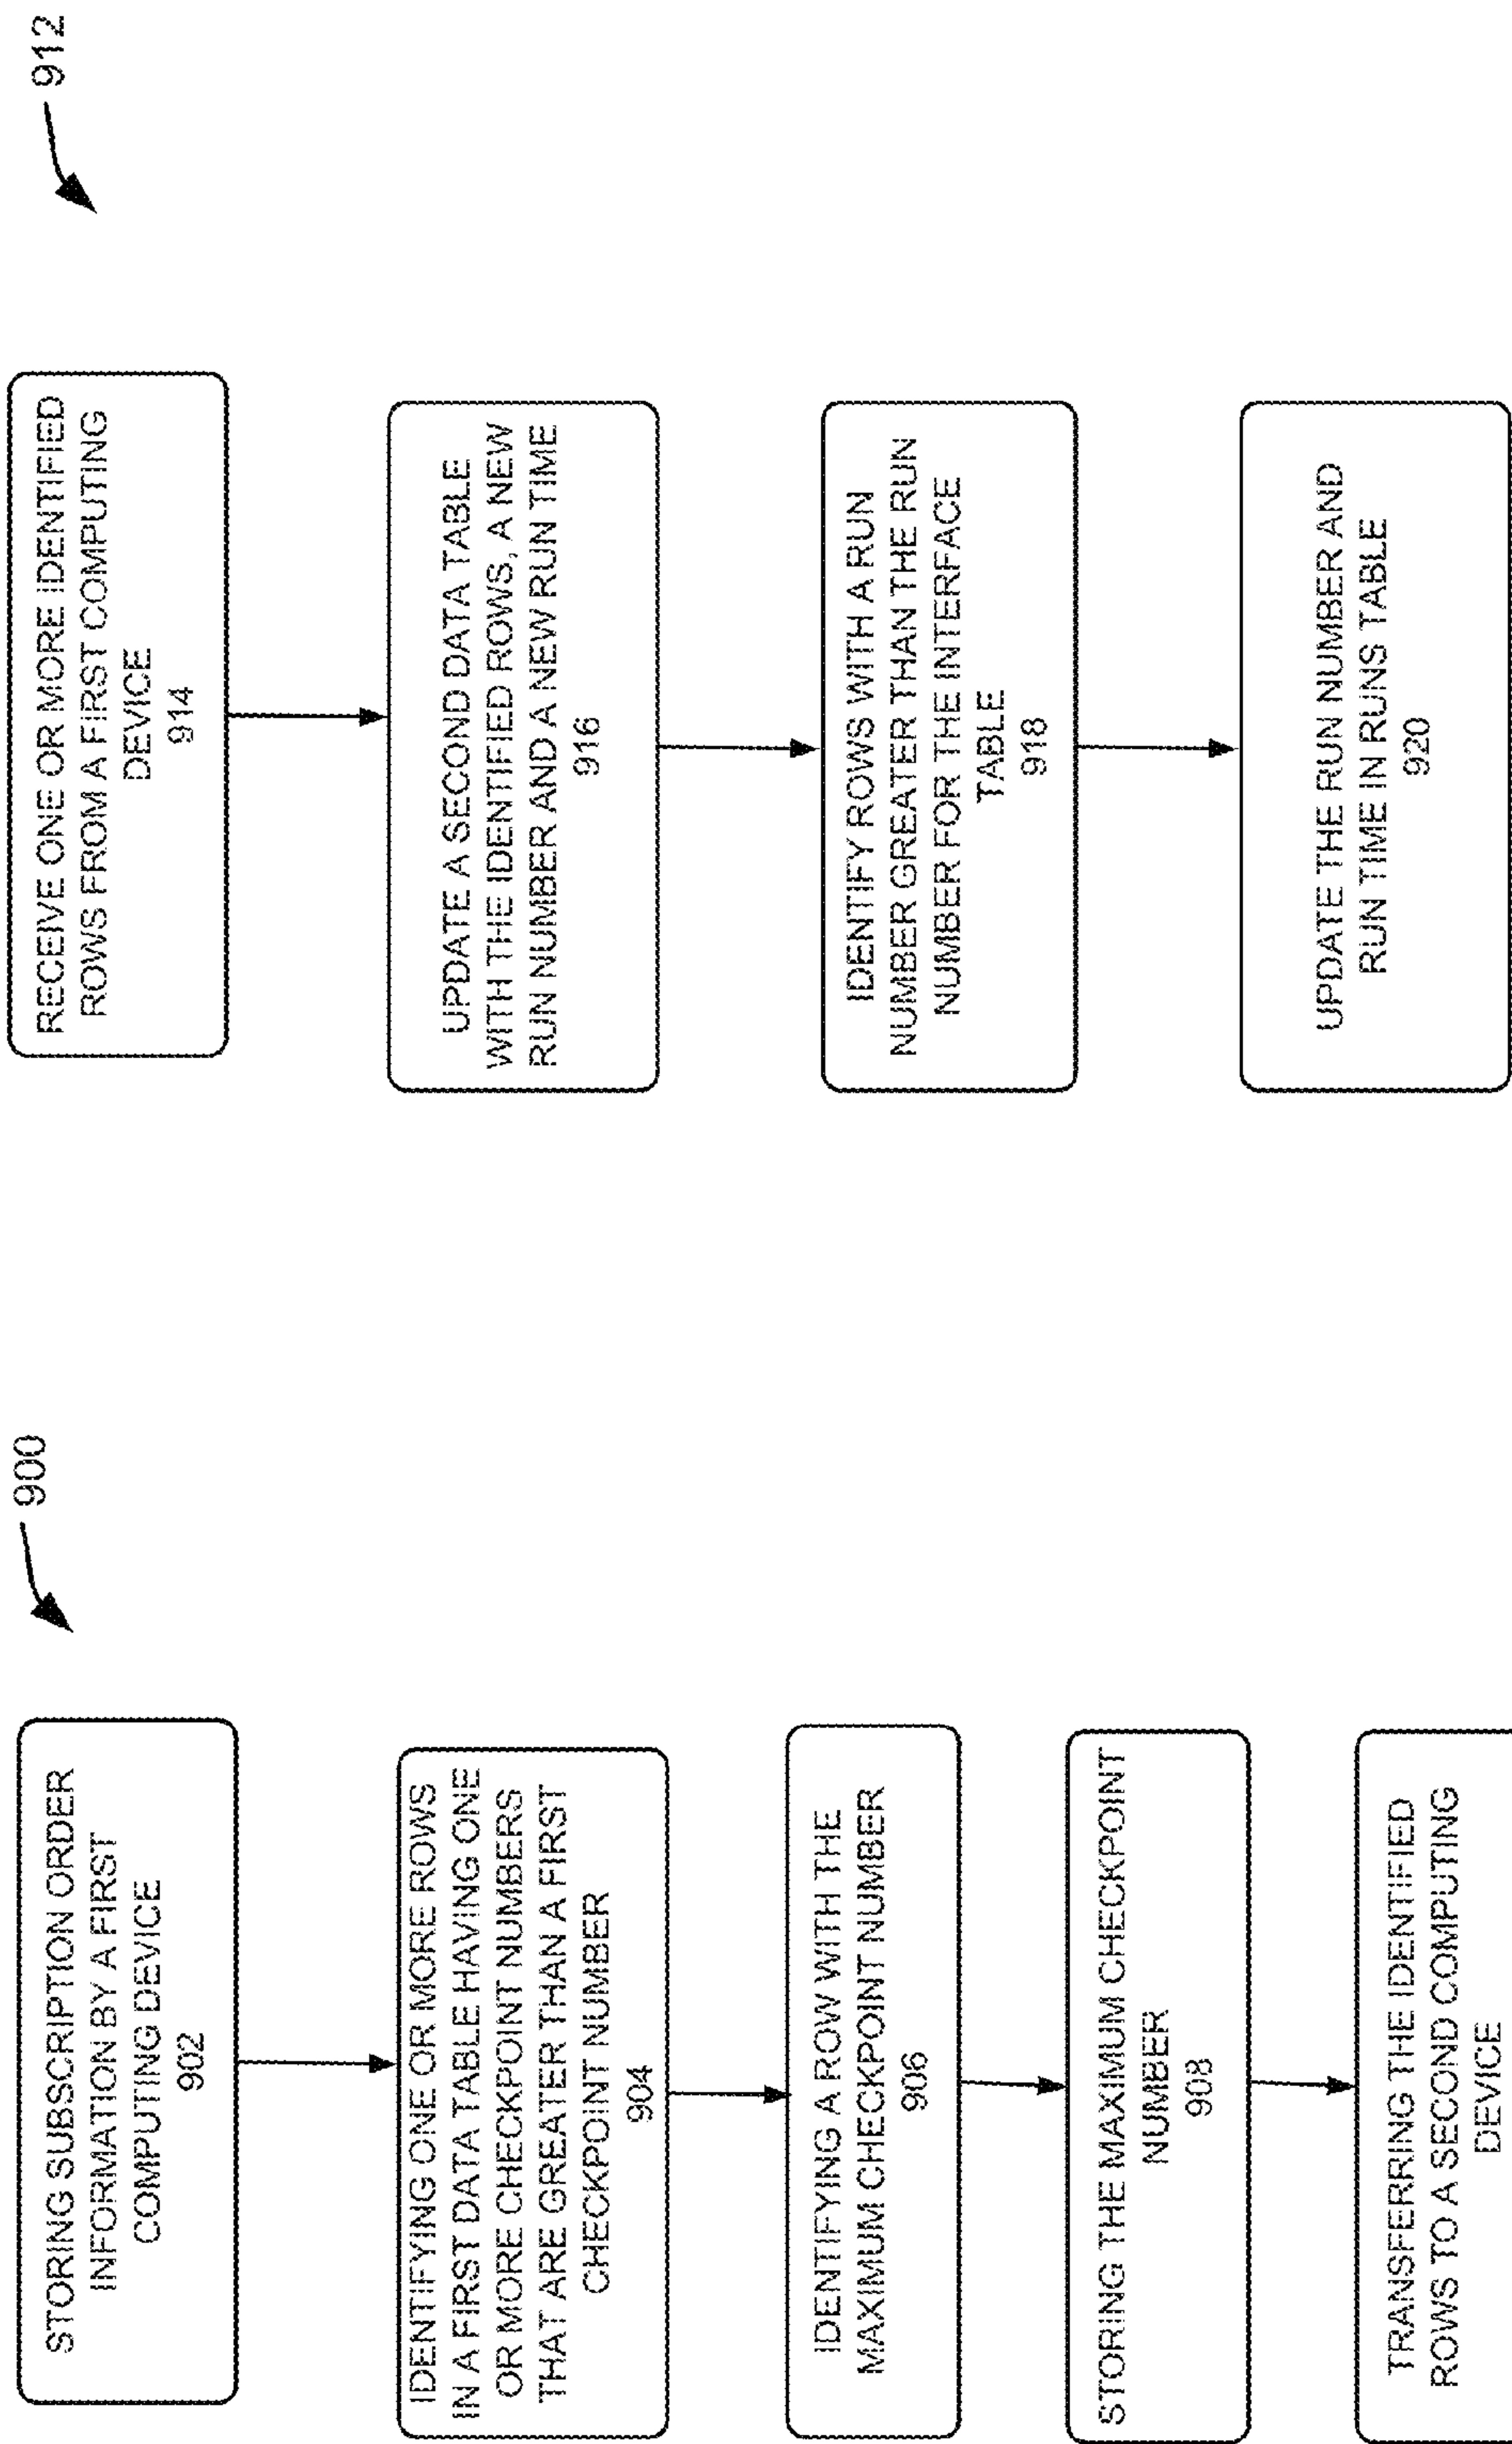 900
STORING SUBSCRIPTION ORDER
INFORMATION BY A FIRST
COMPUTING DEVICE
902
IDENTIFYING ONE OR MORE ROWS
IN A FIRST DATA TABLE HAVING ONE
OR MORE CHECKPOINT NUMBERS
THAT ARE GREATER THAN A FIRST
CHECKPOINT NUMBER
904
IDENTIFYING A ROW WITH THE
MAXIMUM CHECKPOINT NUMBER
906
STORING THE MAXIMUM CHECKPOINT
NUMBER
908
TRANSFERRING THE IDENTIFIED
ROWS TO A SECOND COMPUTING
DEVICE
912
RECEIVE ONE OR MORE IDENTIFIED
ROWS FROM A FIRST COMPUTING
DEVICE
914
UPDATE A SECOND DATA TABLE
WITH THE IDENTIFIED ROWS, A NEW
RUN NUMBER AND A NEW RUN TIME
916
IDENTIFY ROWS WITH A RUN
NUMBER GREATER THAN THE RUN
NUMBER FOR THE INTERFACE
TABLE
918
UPDATE THE RUN NUMBER AND
RUN TIME IN RUNS TABLE
920